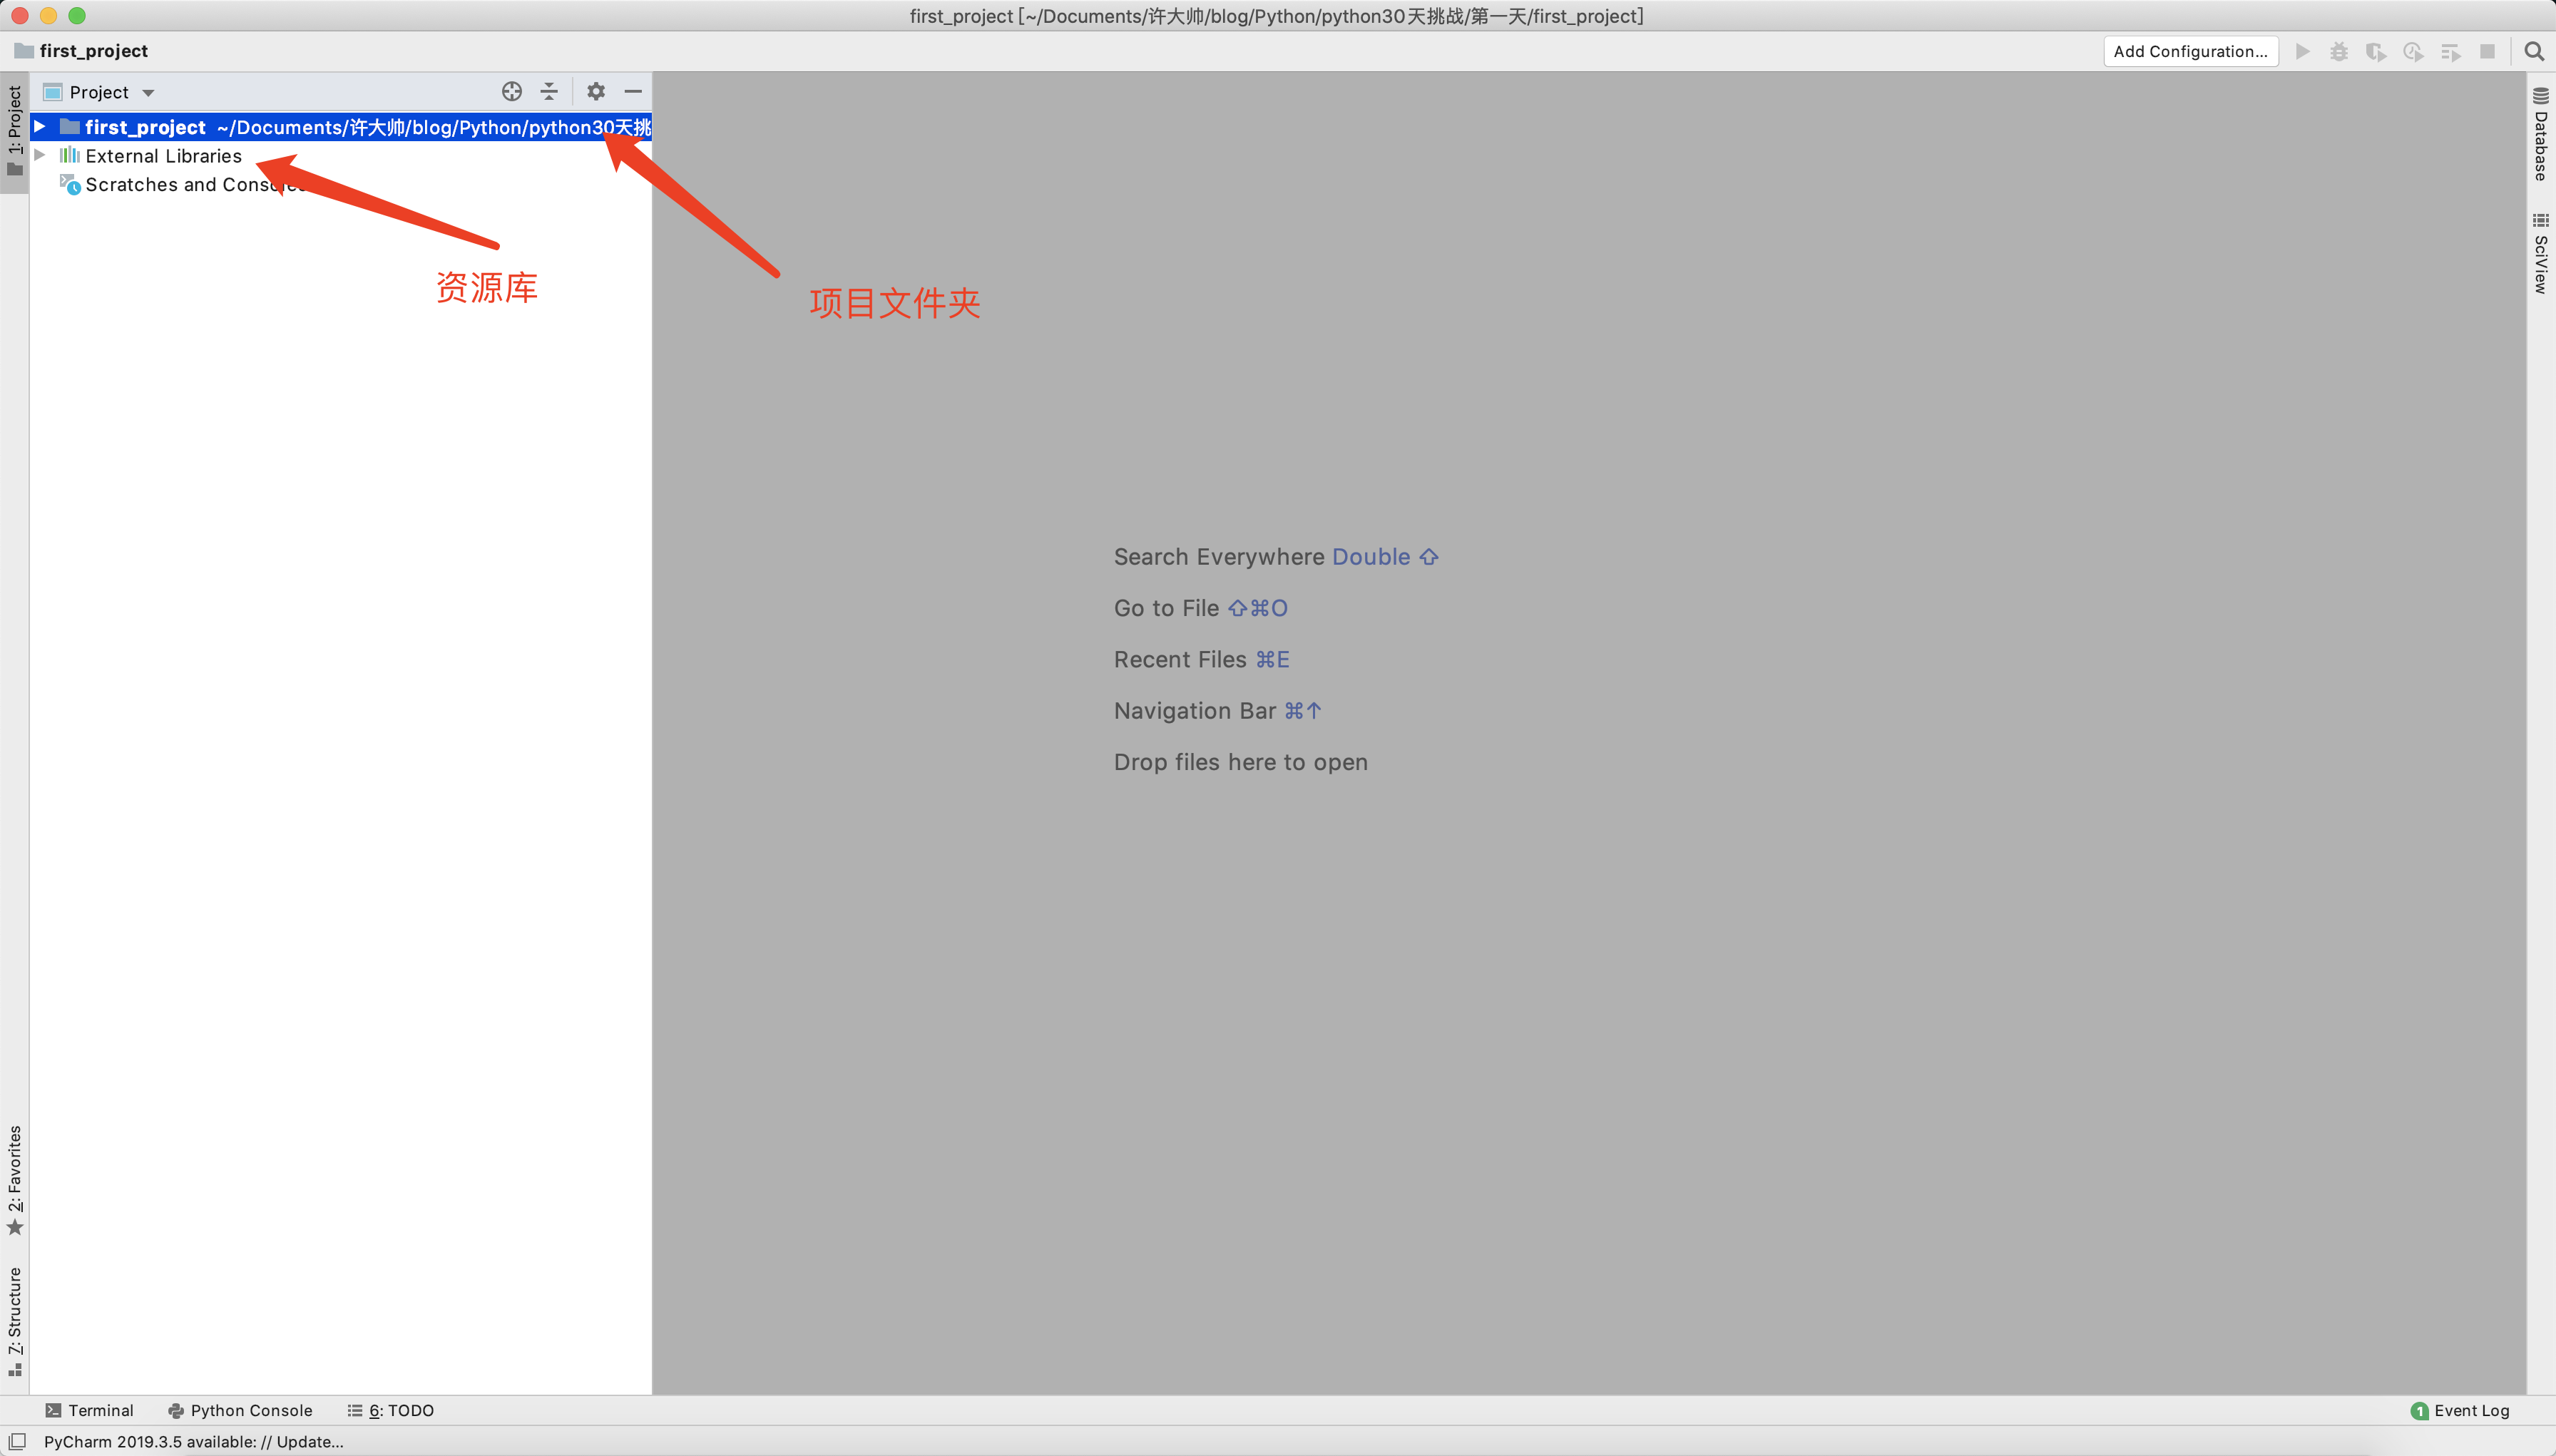 first_project [~/Documents/许大帅/blog/Python/python30天挑战/第一天/first_project]
first_project
Add Configuration...
1: Project
Project
first_project ~/Documents/许大帅/blog/Python/python30天挑
External Libraries
Scratches and Consoles
资源库
项目文件夹
Search Everywhere Double ⇧
Go to File ⇧⌘O
Recent Files ⌘E
Navigation Bar ⌘↑
Drop files here to open
Database
SciView
2: Favorites
7: Structure
Terminal
Python Console
6: TODO
1 Event Log
PyCharm 2019.3.5 available: // Update...